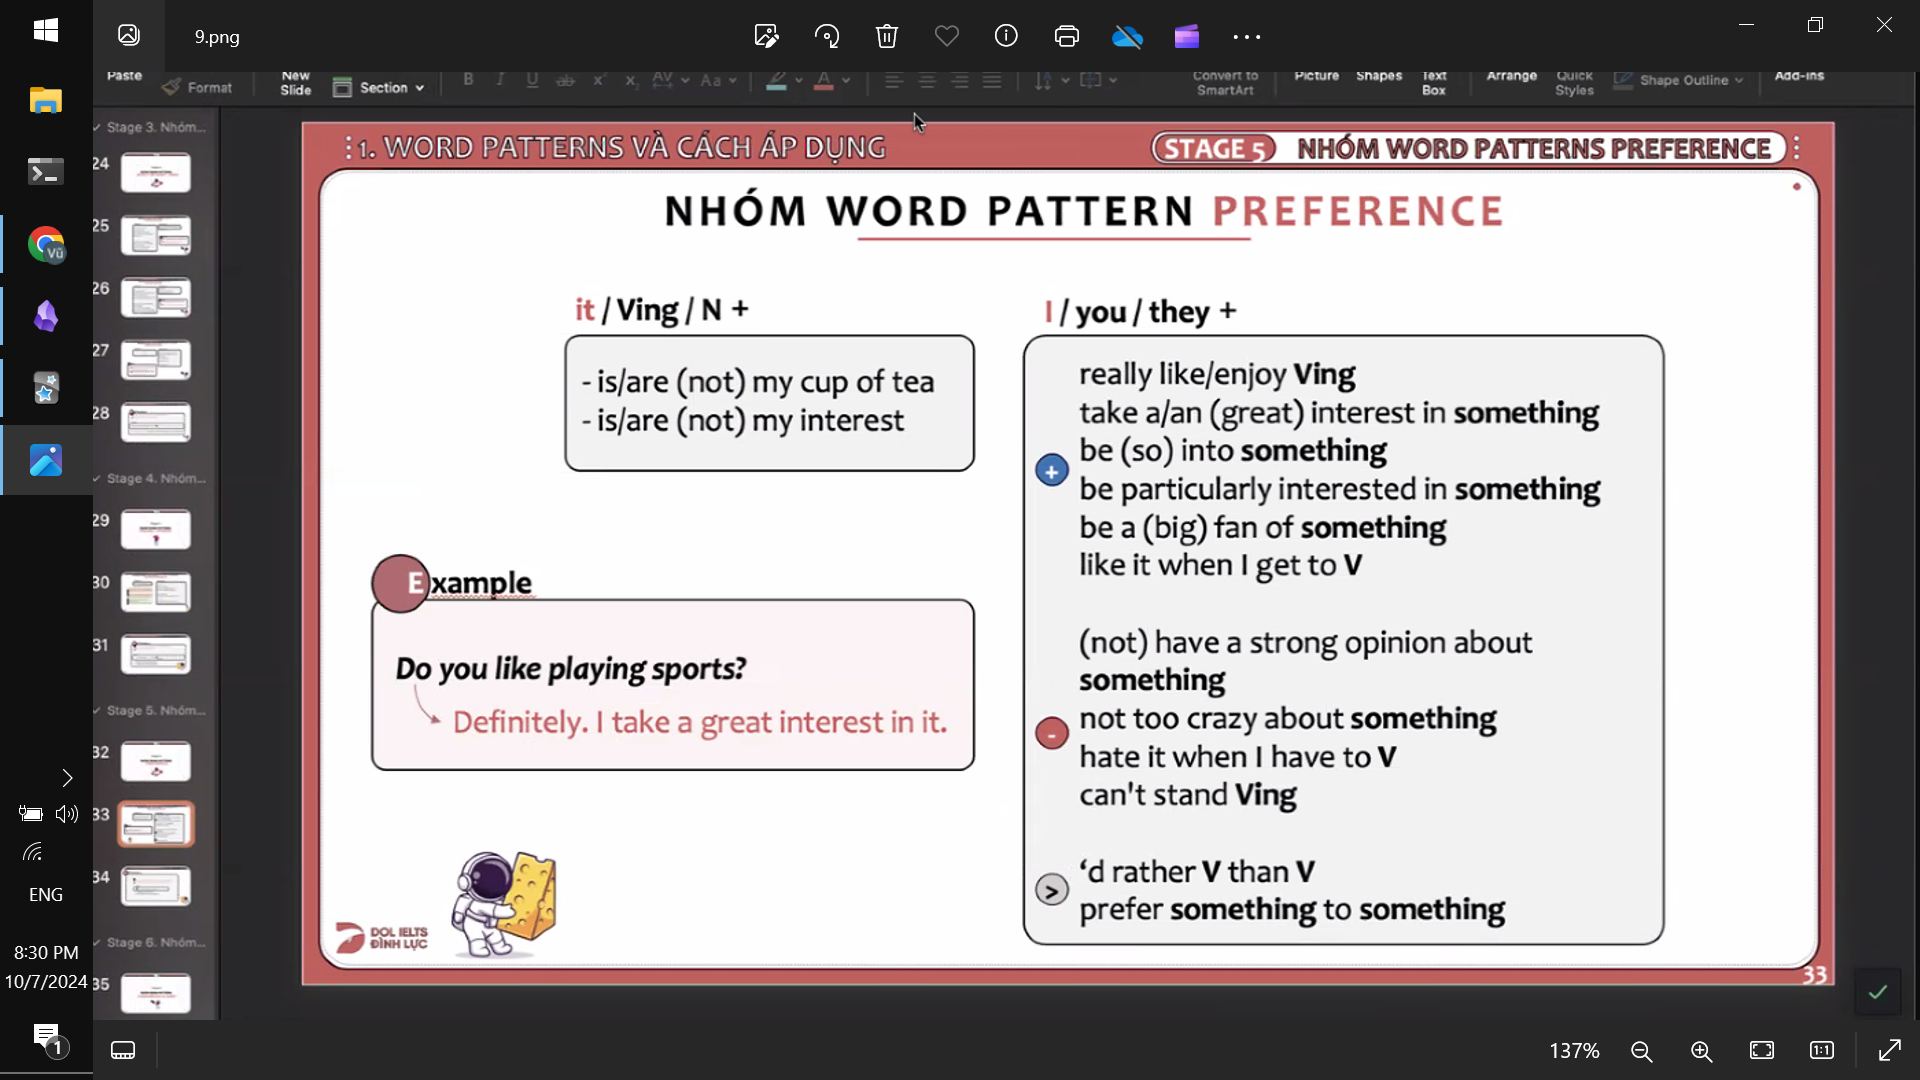 9.png
Paste
Format
New
Slide
Section
B I U ab
Aa
A
Convert to
SmartArt
Picture
Shapes
Text
Box
Arrange
Quick
Styles
Shape Outline
Add-ins
Stage 3. Nhóm...
24
25
26
27
28
Stage 4. Nhóm...
29
30
31
Stage 5. Nhóm...
32
33
34
Stage 6. Nhóm...
35
1. WORD PATTERNS VÀ CÁCH ÁP DỤNG
STAGE 5 NHÓM WORD PATTERNS PREFERENCE
NHÓM WORD PATTERN PREFERENCE
it / Ving / N +
- is/are (not) my cup of tea
- is/are (not) my interest
Example
Do you like playing sports?
Definitely. I take a great interest in it.
I / you / they +
+
really like/enjoy Ving
take a/an (great) interest in something
be (so) into something
be particularly interested in something
be a (big) fan of something
like it when I get to V
-
(not) have a strong opinion about
something
not too crazy about something
hate it when I have to V
can't stand Ving
>
‘d rather V than V
prefer something to something
DOL IELTS
ĐÌNH LỰC
33
Vũ
ENG
8:30 PM
10/7/2024
1
137%
1:1